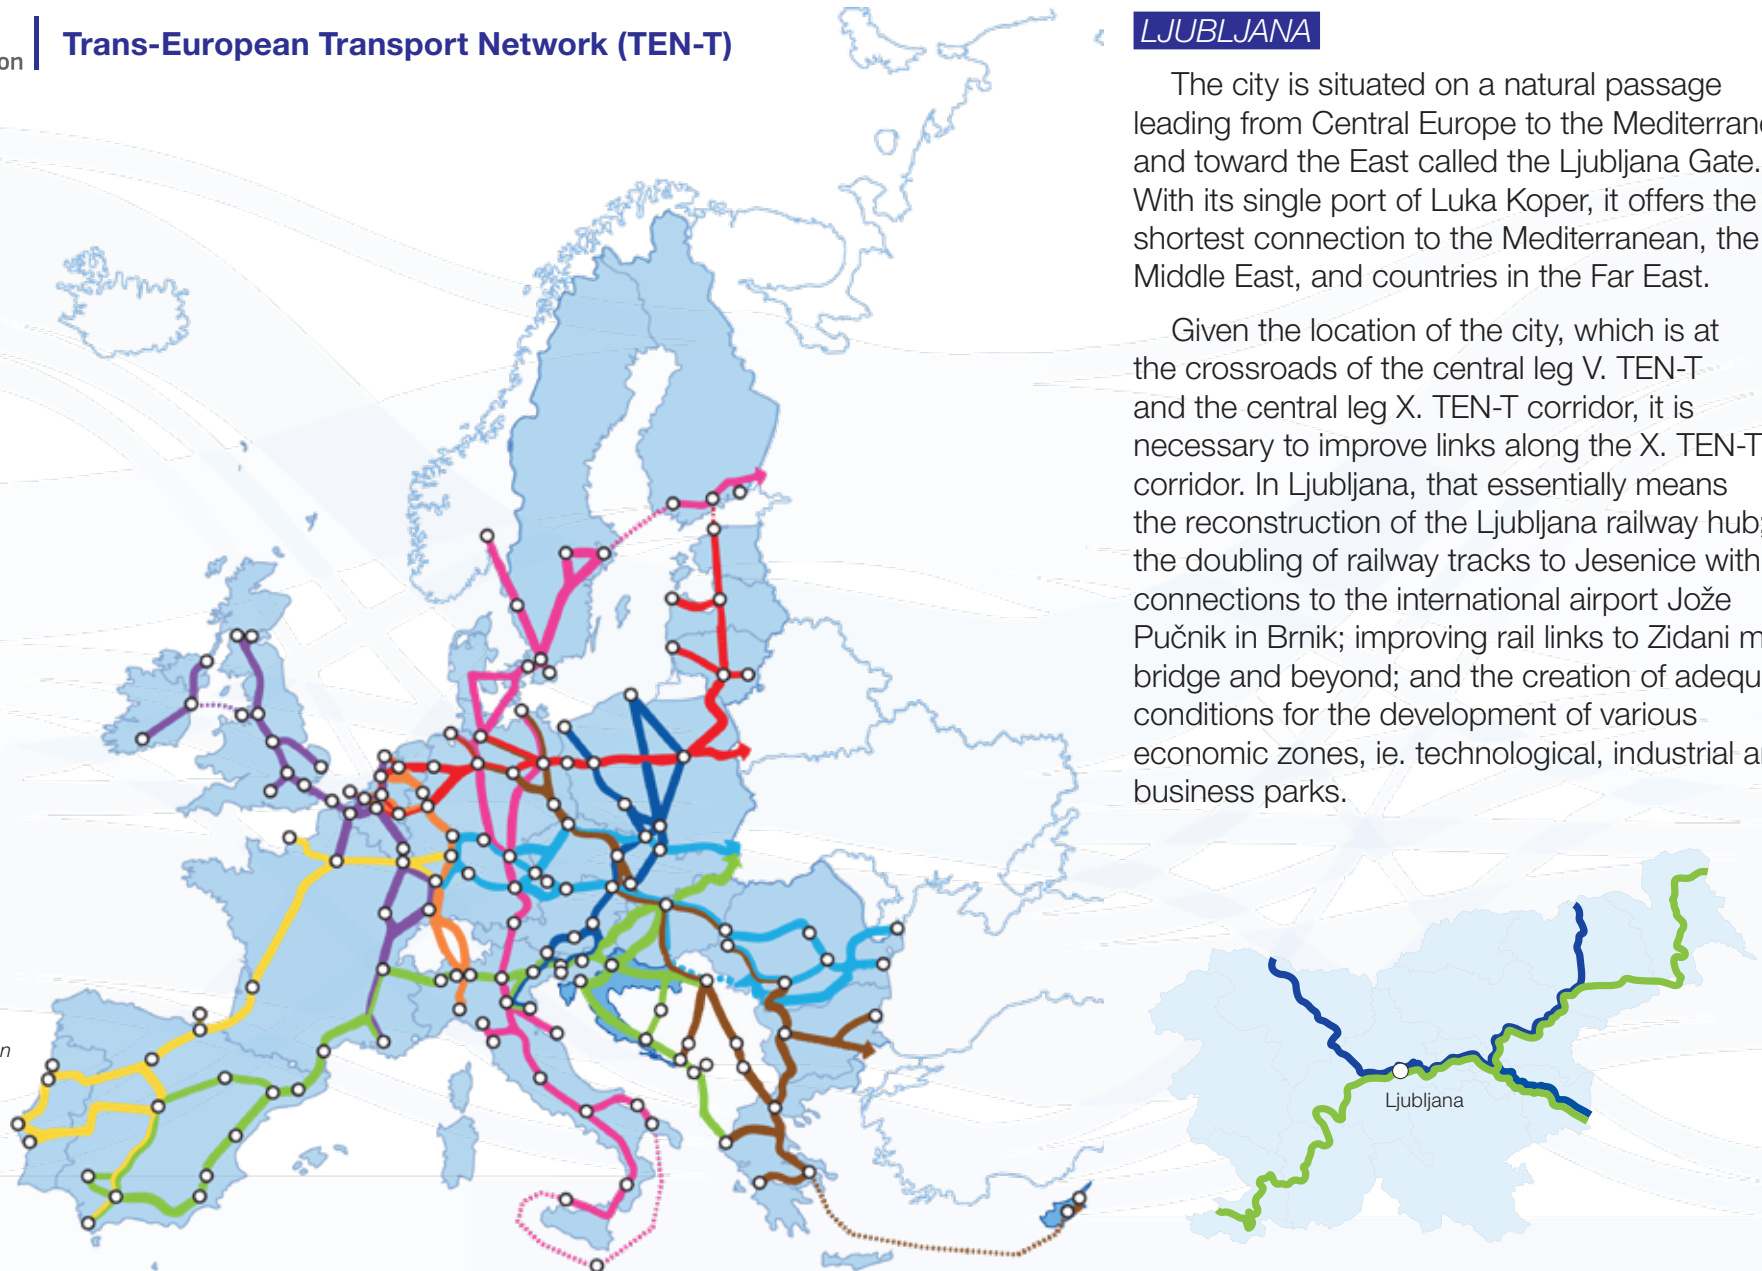 on
Trans-European Transport Network (TEN-T)
n
LJUBLJANA
The city is situated on a natural passage
leading from Central Europe to the Mediterrane
and toward the East called the Ljubljana Gate.
With its single port of Luka Koper, it offers the
shortest connection to the Mediterranean, the
Middle East, and countries in the Far East.
Given the location of the city, which is at
the crossroads of the central leg V. TEN-T
and the central leg X. TEN-T corridor, it is
necessary to improve links along the X. TEN-T
corridor. In Ljubljana, that essentially means
the reconstruction of the Ljubljana railway hub;
the doubling of railway tracks to Jesenice with
connections to the international airport Jože
Pučnik in Brnik; improving rail links to Zidani m
bridge and beyond; and the creation of adequ
conditions for the development of various
economic zones, ie. technological, industrial a
business parks.
Ljubljana